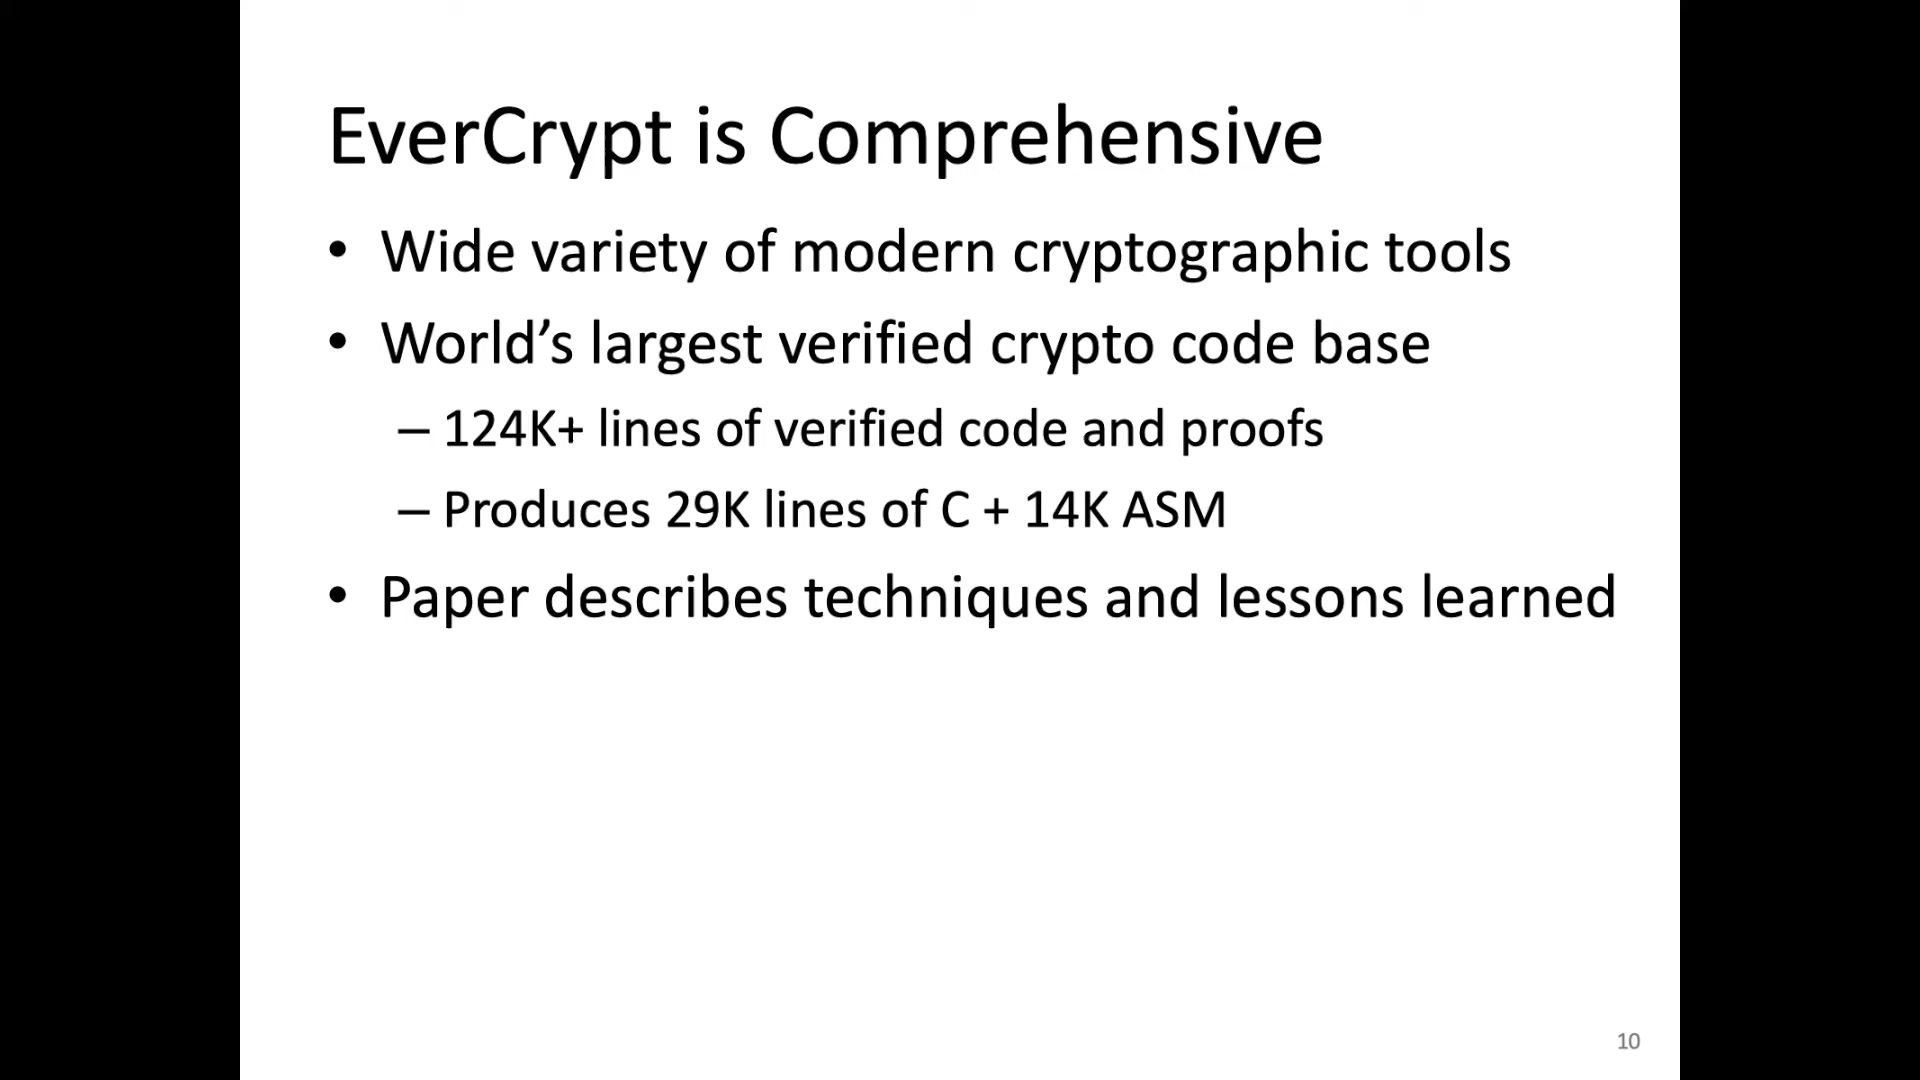 EverCrypt is Comprehensive
• Wide variety of modern cryptographic tools
• World’s largest verified crypto code base
– 124K+ lines of verified code and proofs
– Produces 29K lines of C + 14K ASM
• Paper describes techniques and lessons learned
10